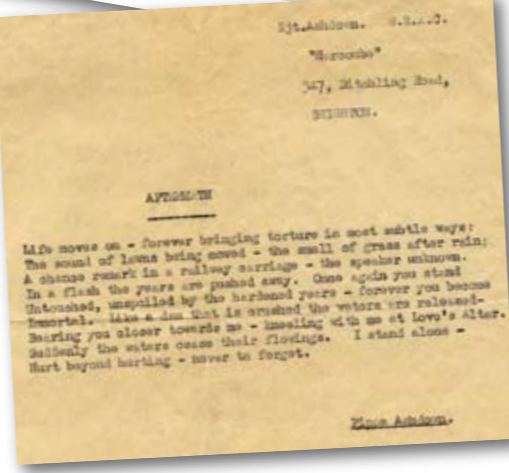 Sjt.Ashdown. W.R.A.C.
347, Ditchling Road,
BRIGHTON.
AFTERMATH
Life moves on - forever bringing torture in most subtle ways:
The sound of lawns being mowed - the smell of grass after rain;
A chance remark in a railway carriage - the speaker unknown.
In a flash the years are pushed away. Once again you stand
Untouched, unspoiled by the hardened years - forever you become
Immortal. Like a dam that is crushed the waters are released-
Bearing you closer towards me - kneeling with me at Love's Altar.
Suddenly the waters cease their flowings. I stand alone -
Hurt beyond hurting - never to forget.
Ashdown.